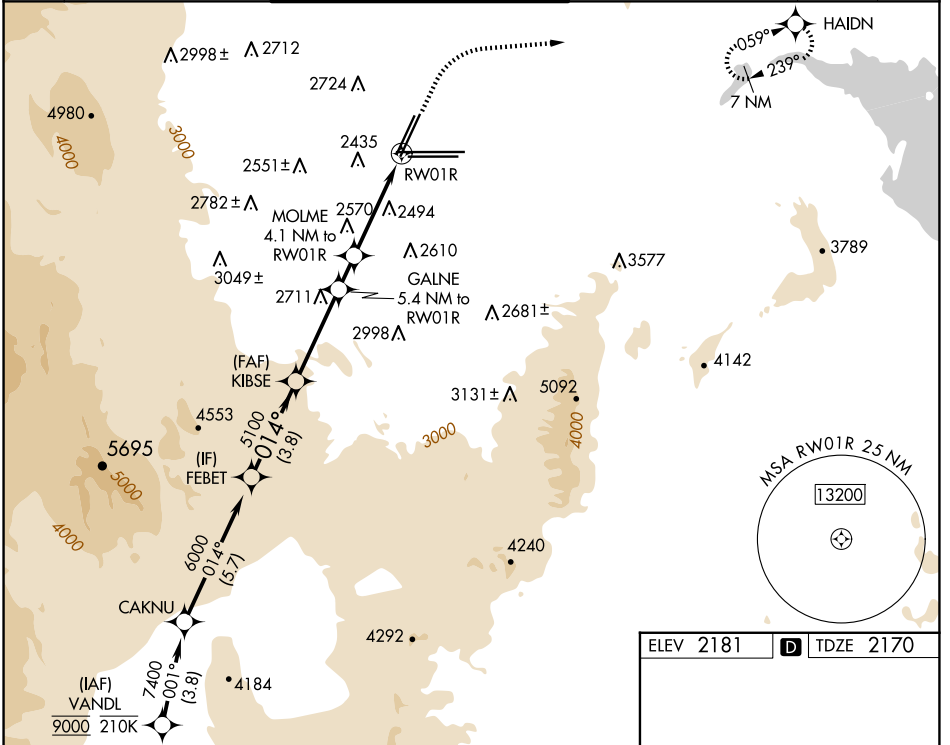 HAIDN
059°
239°
7 NM
2998±
2712
2724
4980
4000
3000
2435
2551±
RW01R
2782±
MOLME
4.1 NM to
RW01R
2570
2494
2610
3049±
GALNE
5.4 NM to
RW01R
2711
3577
3789
2681±
2998
4142
(FAF)
KIBSE
3131±
5092
4000
4553
5100
014°
(3.8)
3000
5695
5000
4000
(IF)
FEBET
MSA RW01R 25 NM
13200
6000
014°
(5.7)
4240
CAKNU
4292
7400
001°
(3.8)
4184
(IAF)
VANDL
9000 210K
ELEV 2181 D TDZE 2170